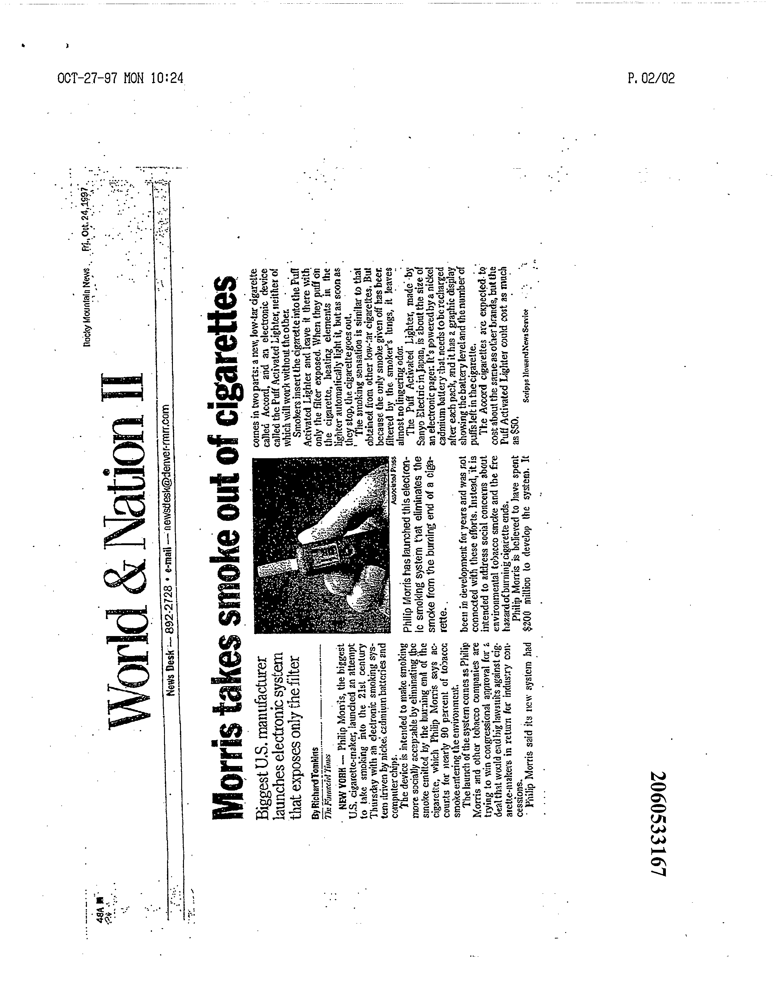 OCT-27-97 MON 10:24
P. 02/02
48A
Rocky Mountain News
Fri., Oct. 24, 1997
World & Nation II
News Desk — 892-2728 • e-mail — newsdesk@denver-rmn.com
Morris takes smoke out of cigarettes
Biggest U.S. manufacturer
launches electronic system
that exposes only the filter
By Richard Tomkins
The Financial Times
NEW YORK — Philip Morris, the biggest
U.S. cigarette-maker, launched an attempt
to take smoking into the 21st century
Thursday with an electronic smoking sys-
tem driven by nickel cadmium batteries and
computer chips.
The device is intended to make smoking
more socially acceptable by eliminating the
smoke emitted by the burning end of the
cigarette, which Philip Morris says ac-
counts for nearly 90 percent of tobacco
smoke entering the environment.
The launch of the system comes as Philip
Morris and other tobacco companies are
trying to win congressional approval for a
deal that would end big lawsuits against cig-
arette-makers in return for industry con-
cessions.
Philip Morris said its new system had
Associated Press
Philip Morris has launched this electron-
ic smoking system that eliminates the
smoke from the burning end of a ciga-
rette.
been in development for years and was not
connected with these efforts. Instead, it is
intended to address social concerns about
environmental tobacco smoke and the fire
hazard of burning cigarette ends.
Philip Morris is believed to have spent
$200 million to develop the system. It
comes in two parts: a new, low-tar cigarette
called Accord, and an electronic device
called the Puff Activated Lighter, neither of
which will work without the other.
Smokers insert the cigarette into the Puff
Activated Lighter and leave it there with
only the filter exposed. When they puff on
the cigarette, heating elements in the
lighter automatically light it, but as soon as
they stop, the cigarette goes out.
The smoking sensation is similar to that
obtained from other low-tar cigarettes. But
because the only smoke given off has been
filtered by the smoker's lungs, it leaves
almost no lingering odor.
The Puff Activated Lighter, made by
Sanyo Electric in Japan, is about the size of
an electronic pager. It's powered by a nickel
cadmium battery that needs to be recharged
after each pack, and it has a graphic display
showing the battery level and the number of
puffs left in the cigarette.
The Accord cigarettes are expected to
cost about the same as other brands, but the
Puff Activated Lighter could cost as much
as $50.
Scripps Howard News Service
2060533167